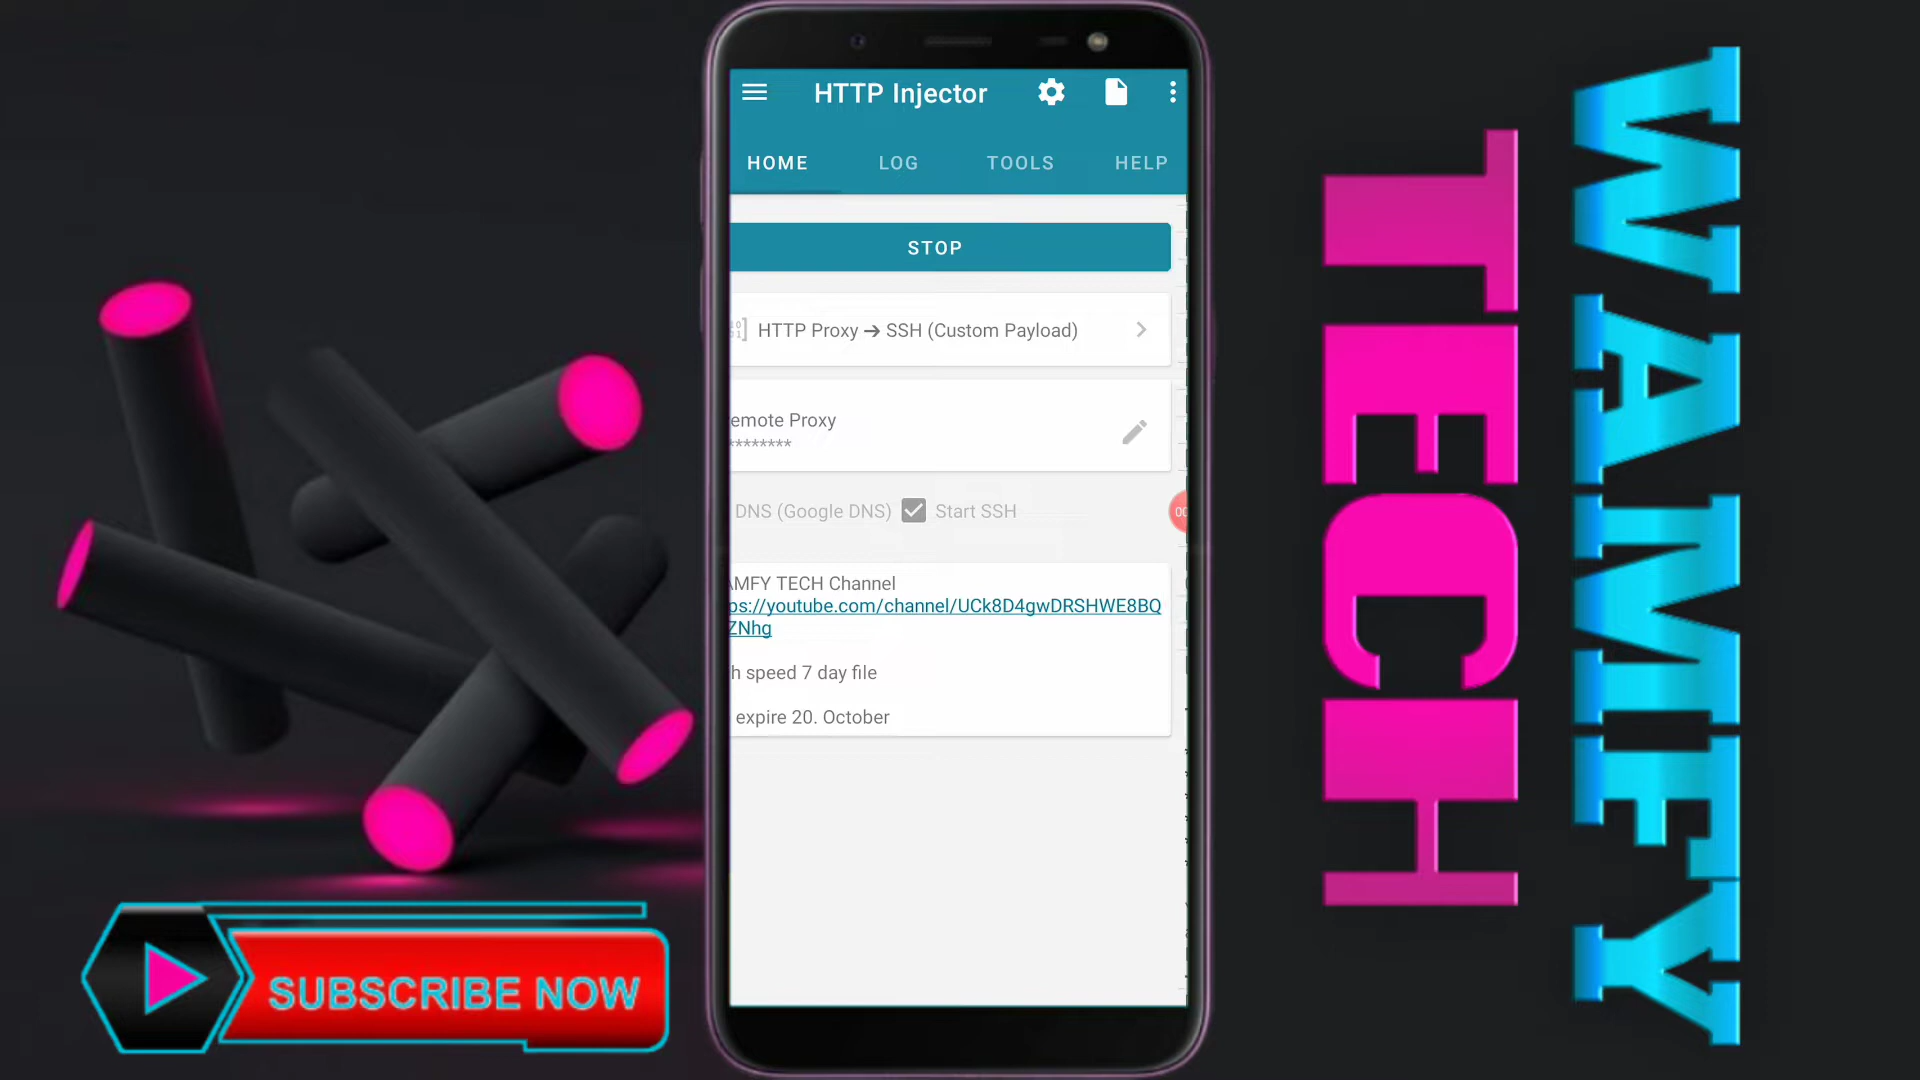 HTTP Injector
HOME LOG TOOLS HELP
STOP
HTTP Proxy → SSH (Custom Payload)
emote Proxy
********
DNS (Google DNS) Start SSH
00
AMFY TECH Channel
ps://youtube.com/channel/UCk8D4gwDRSHWE8BQ
ZNhg
h speed 7 day file
expire 20. October
SUBSCRIBE NOW
WAMFY
TECH